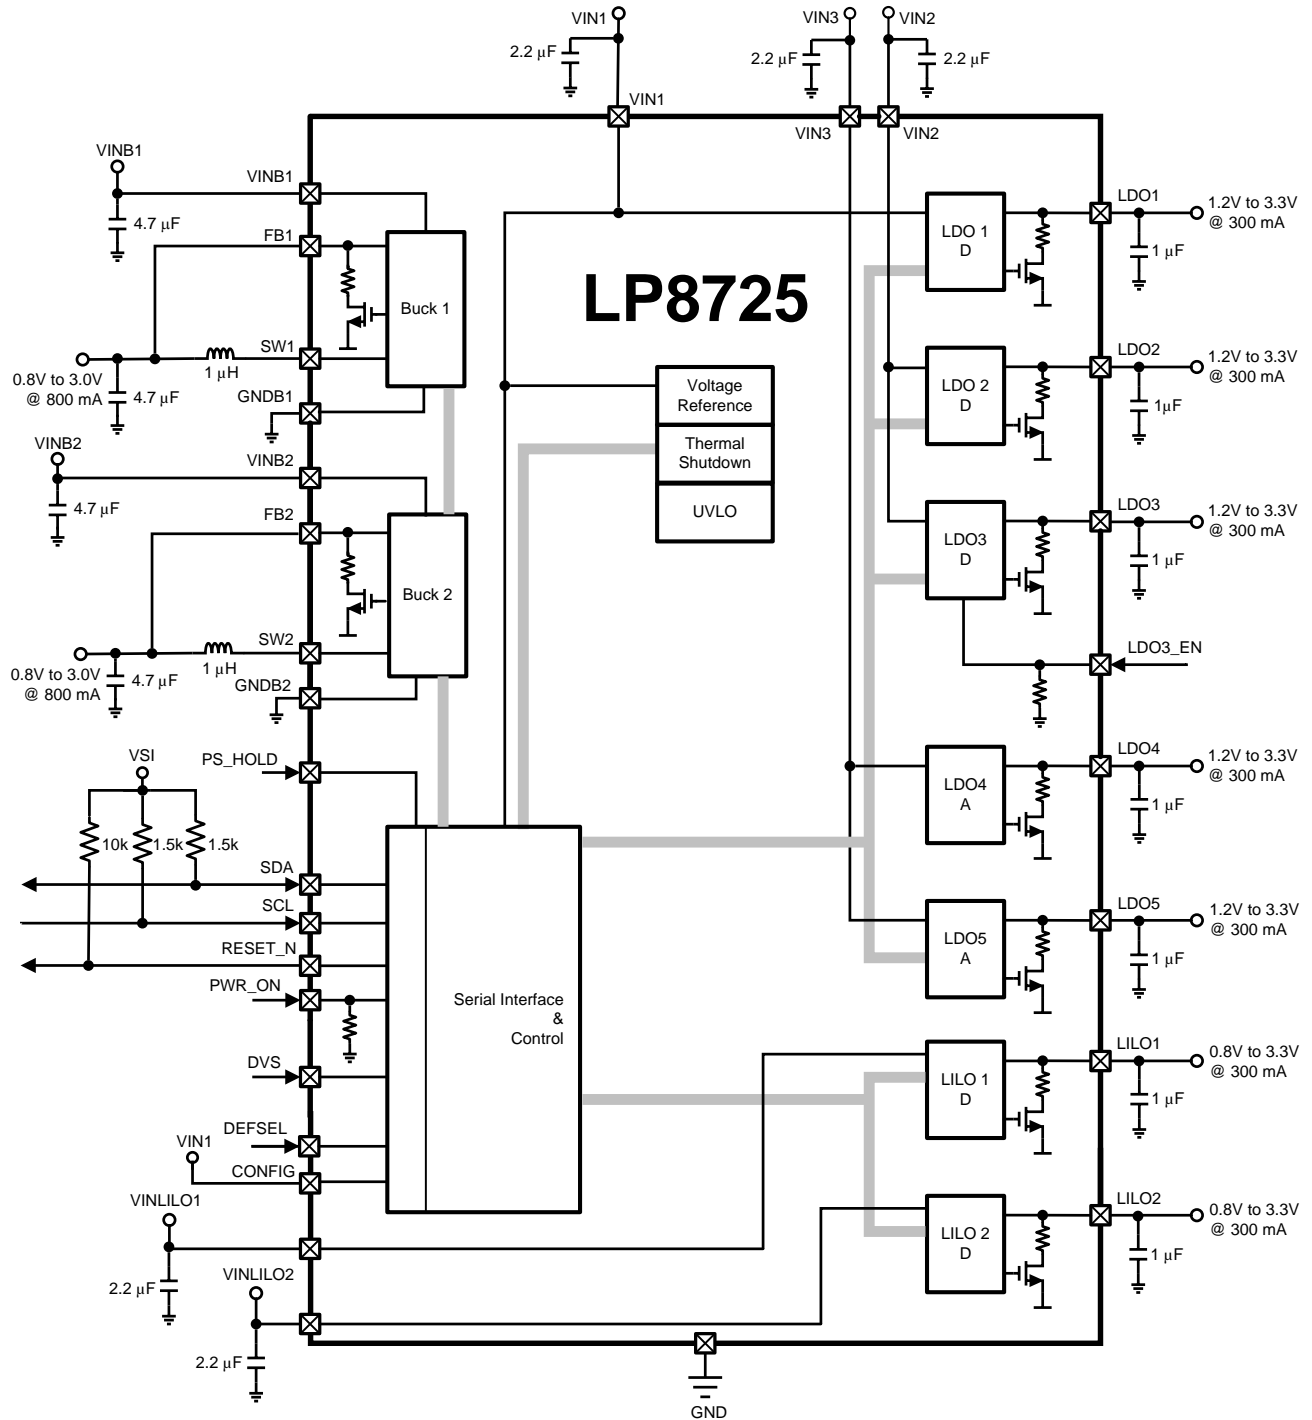 VIN1
VIN3
VIN2
2.2 µF
2.2 µF
2.2 µF
VIN1
VIN3
VIN2
VINB1
VINB1
4.7 µF
FB1
Buck 1
SW1
1 µH
0.8V to 3.0V
@ 800 mA
4.7 µF
GNDB1
VINB2
VINB2
4.7 µF
FB2
Buck 2
SW2
1 µH
0.8V to 3.0V
@ 800 mA
4.7 µF
GNDB2
LP8725
Voltage
Reference
Thermal
Shutdown
UVLO
LDO 1
D
LDO1
1.2V to 3.3V
@ 300 mA
1 µF
LDO 2
D
LDO2
1.2V to 3.3V
@ 300 mA
1µF
LDO3
D
LDO3
1.2V to 3.3V
@ 300 mA
1 µF
LDO3_EN
PS_HOLD
VSI
10k
1.5k
1.5k
SDA
SCL
RESET_N
PWR_ON
DVS
DEFSEL
VIN1
CONFIG
Serial Interface
&
Control
LDO4
A
LDO4
1.2V to 3.3V
@ 300 mA
1 µF
LDO5
A
LDO5
1.2V to 3.3V
@ 300 mA
1 µF
LILO 1
D
LILO1
0.8V to 3.3V
@ 300 mA
1 µF
LILO 2
D
LILO2
0.8V to 3.3V
@ 300 mA
1 µF
VINLILO1
2.2 µF
VINLILO2
2.2 µF
GND